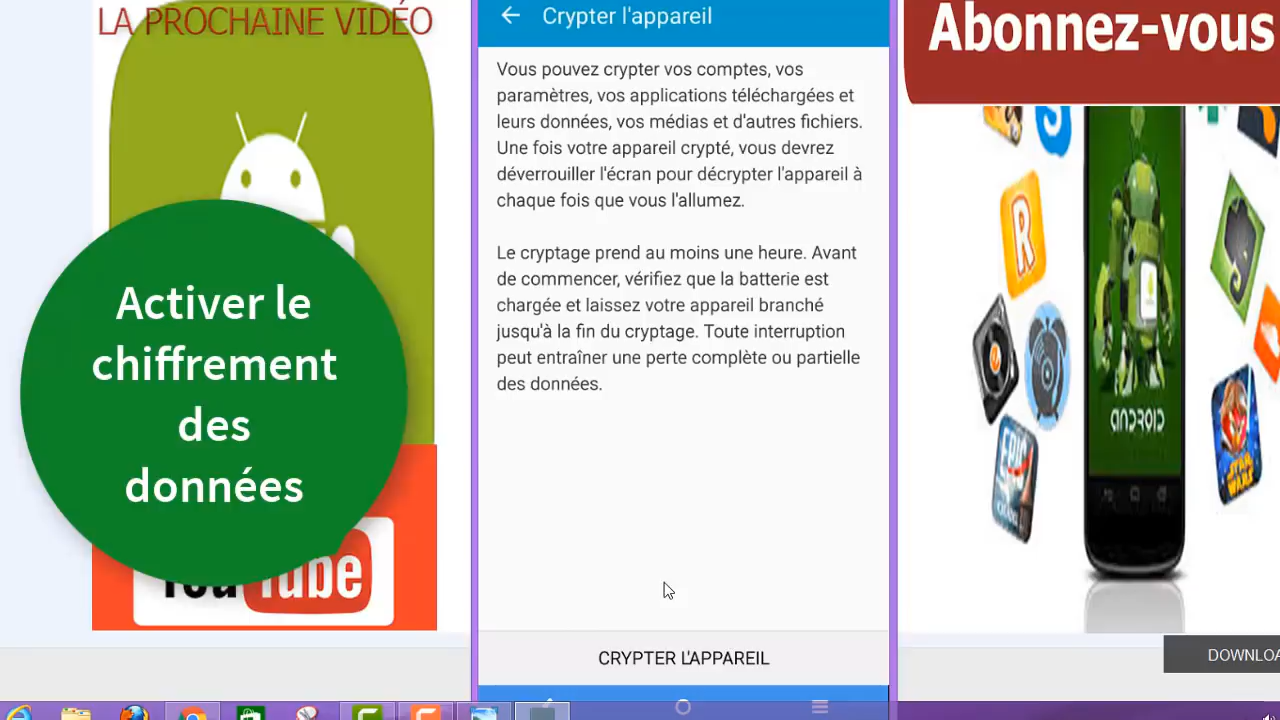 LA PROCHAINE VIDÉO
Activer le
chiffrement
des
données
YouTube
Crypter l'appareil
Vous pouvez crypter vos comptes, vos
paramètres, vos applications téléchargées et
leurs données, vos médias et d'autres fichiers.
Une fois votre appareil crypté, vous devrez
déverrouiller l'écran pour décrypter l'appareil à
chaque fois que vous l'allumez.
Le cryptage prend au moins une heure. Avant
de commencer, vérifiez que la batterie est
chargée et laissez votre appareil branché
jusqu'à la fin du cryptage. Toute interruption
peut entraîner une perte complète ou partielle
des données.
CRYPTER L'APPAREIL
Abonnez-vous
R
ANDROID
EPIC
STAR
WARS
DOWNLOA